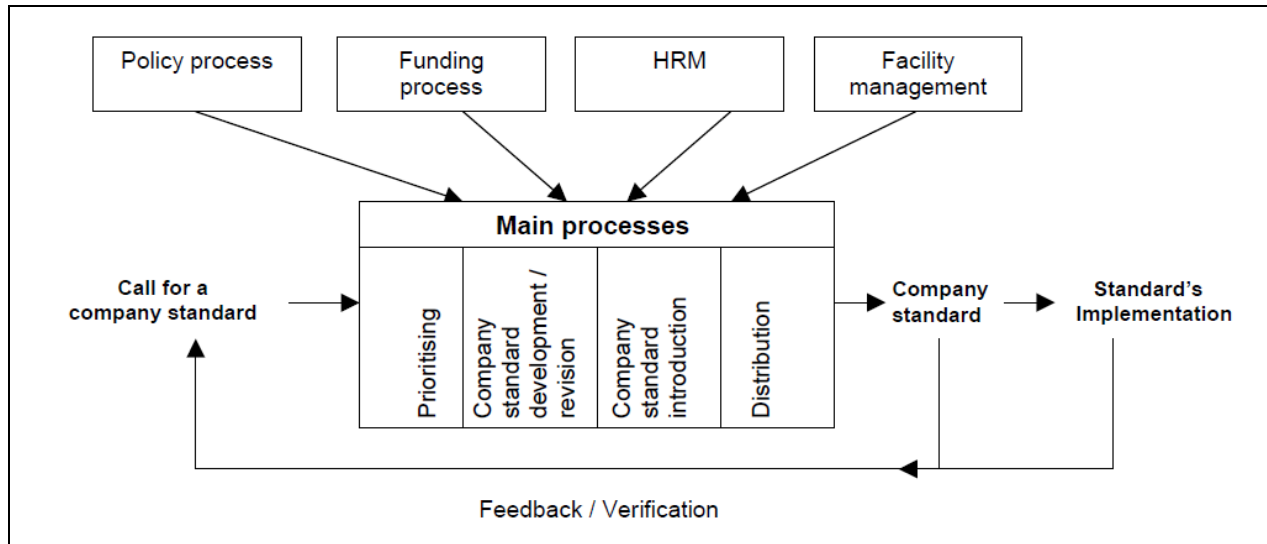 Policy process
Funding
process
HRM
Facility
management
Main processes
Call for a
company standard
Prioritising
Company
standard
development /
revision
Company
standard
introduction
Distribution
Company
standard
Standard's
Implementation
Feedback / Verification